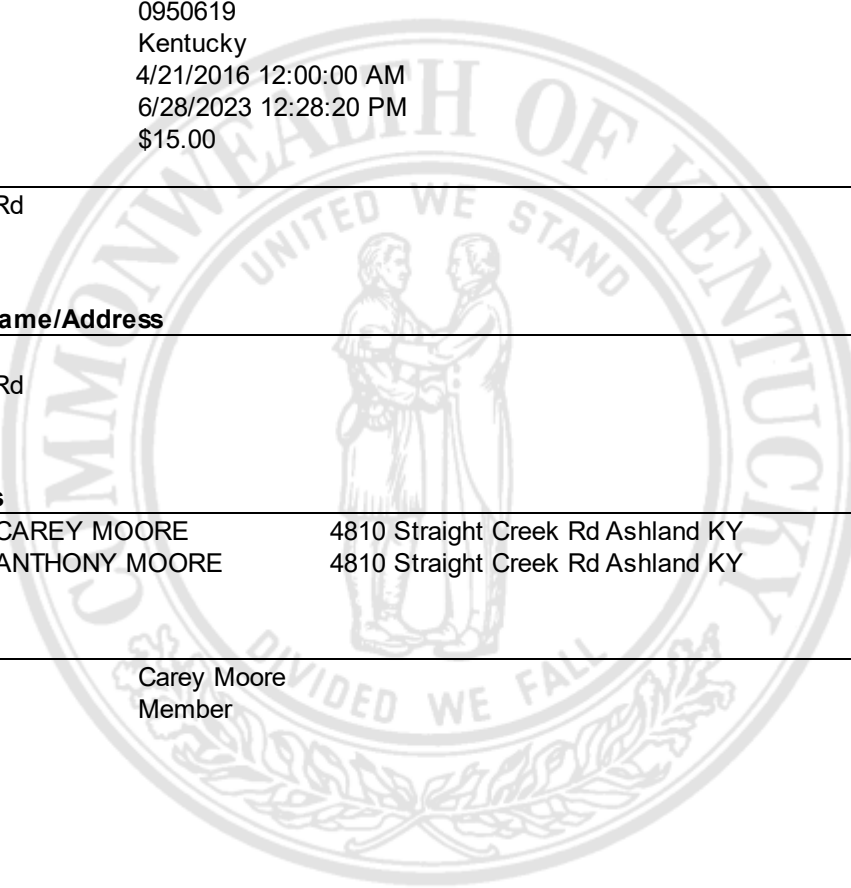 0950619
Kentucky
4/21/2016 12:00:00 AM
6/28/2023 12:28:20 PM
$15.00
Rd
ame/Address
Rd
s
CAREY MOORE 4810 Straight Creek Rd Ashland KY
ANTHONY MOORE 4810 Straight Creek Rd Ashland KY
Carey Moore
Member
COMMONWEALTH OF KENTUCKY
UNITED WE STAND
DIVIDED WE FALL